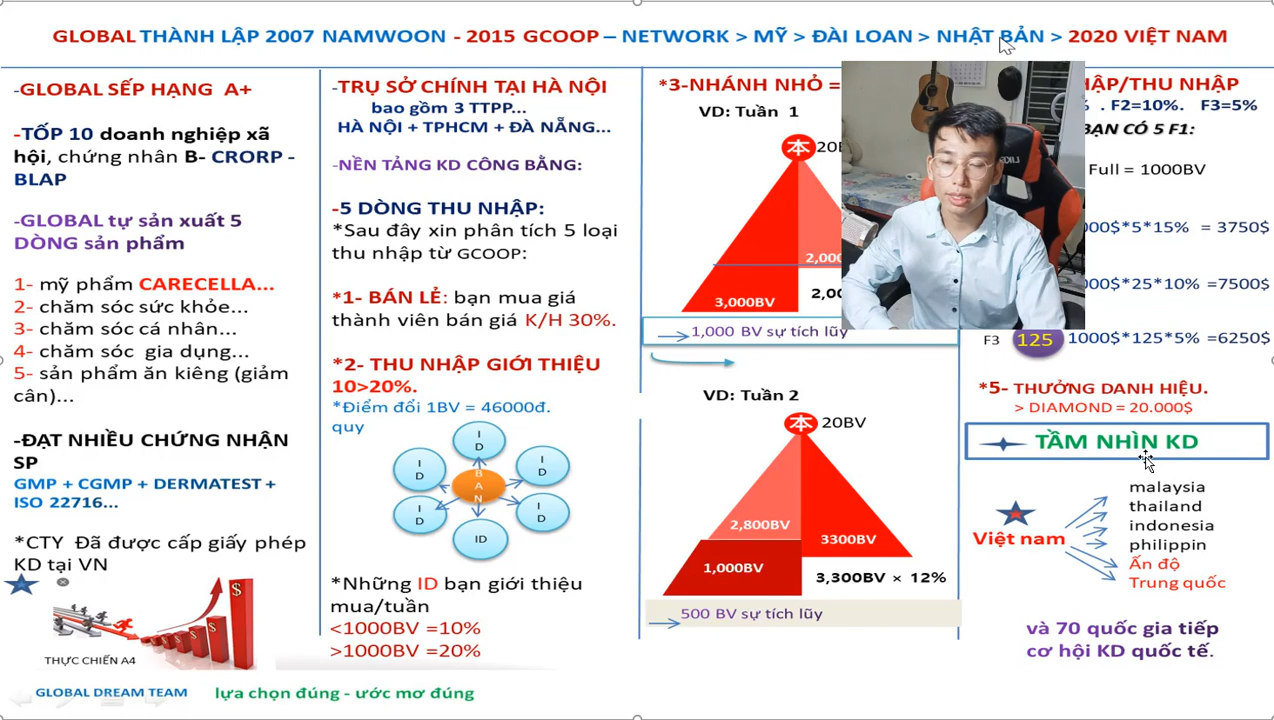 GLOBAL THÀNH LẬP 2007 NAMWOON - 2015 GCOOP – NETWORK > MỸ > ĐÀI LOAN > NHẬT BẢN > 2020 VIỆT NAM
-GLOBAL SẾP HẠNG A+
-TỐP 10 doanh nghiệp xã
hội, chứng nhân B- CRORP -
BLAP
-GLOBAL tự sản xuất 5
DÒNG sản phẩm
1- mỹ phẩm CARECELLA...
2- chăm sóc sức khỏe...
3- chăm sóc cá nhân...
4- chăm sóc gia dụng...
5- sản phẩm ăn kiêng (giảm
cân)...
-ĐẠT NHIỀU CHỨNG NHẬN
SP
GMP + CGMP + DERMATEST +
ISO 22716...
*CTY Đã được cấp giấy phép
KD tại VN
$
$
$
THỰC CHIẾN A4
GLOBAL DREAM TEAM
lựa chọn đúng - ước mơ đúng
-TRỤ SỞ CHÍNH TẠI HÀ NỘI
bao gồm 3 TTPP...
HÀ NỘI + TPHCM + ĐÀ NẴNG...
-NỀN TẢNG KD CÔNG BẰNG:
-5 DÒNG THU NHẬP:
*Sau đây xin phân tích 5 loại
thu nhập từ GCOOP:
*1- BÁN LẺ: bạn mua giá
thành viên bán giá K/H 30%.
*2- THU NHẬP GIỚI THIỆU
10>20%.
*Điểm đổi 1BV = 46000đ.
quy
ID
ID
ID
BAN
ID
ID
ID
*Những ID bạn giới thiệu
mua/tuần
<1000BV =10%
>1000BV =20%
*3-NHÁNH NHỎ =
VD: Tuần 1
本 20B
2,000
3,000BV
2,00
1,000 BV sự tích lũy
VD: Tuần 2
本 20BV
2,800BV
3300BV
1,000BV
3,300BV × 12%
500 BV sự tích lũy
HẬP/THU NHẬP
% . F2=10%. F3=5%
BẠN CÓ 5 F1:
Full = 1000BV
000$*5*15% = 3750$
000$*25*10% =7500$
F3 125 1000$*125*5% =6250$
*5- THƯỞNG DANH HIỆU.
> DIAMOND = 20.000$
TẦM NHÌN KD
Việt nam
malaysia
thailand
indonesia
philippin
Ấn độ
Trung quốc
và 70 quốc gia tiếp
cơ hội KD quốc tế.